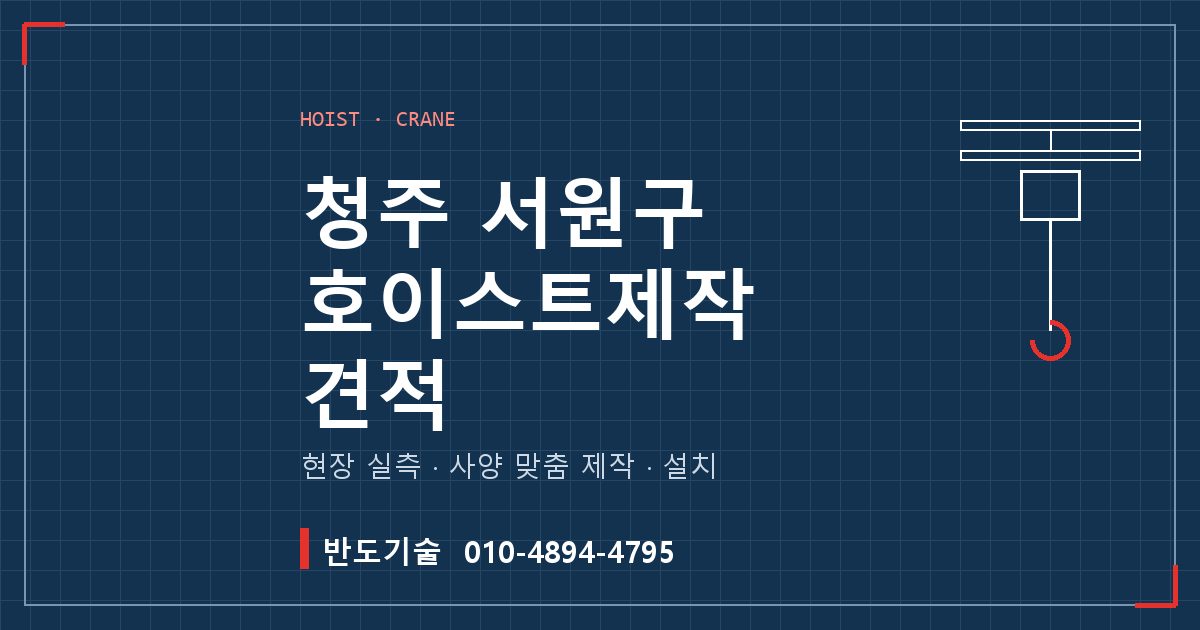 HOIST · CRANE
청주 서원구
호이스트제작
견적
현장 실측 · 사양 맞춤 제작 · 설치
반도기술 010-4894-4795